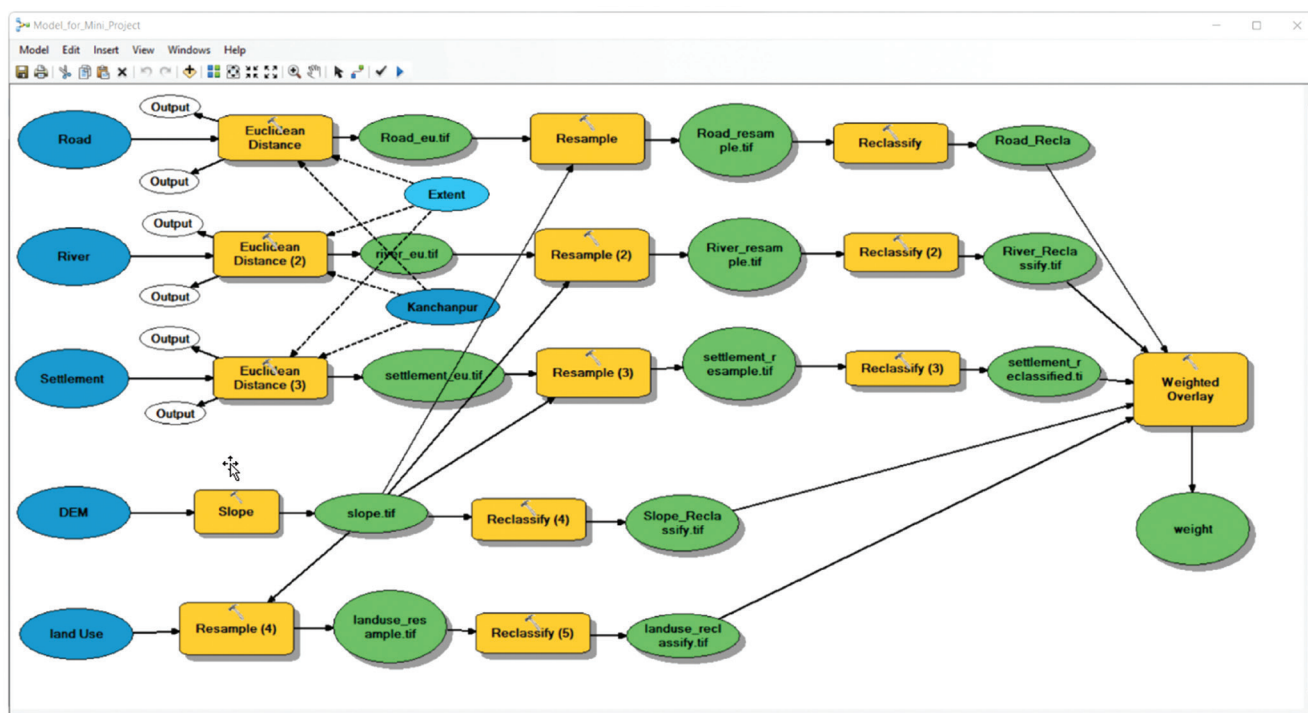 Model_for_Mini_Project
Model Edit Insert View Windows Help
Output
Road
Euclidean
Distance
Road_eu.tif
Resample
Road_resam
ple.tif
Reclassify
Road_Recla
Output
Extent
Output
River
Euclidean
Distance (2)
river_eu.tif
Resample (2)
River_resam
ple.tif
Reclassify (2)
River_Recla
ssify.tif
Output
Kanchanpur
Output
Settlement
Euclidean
Distance (3)
settlement_eu.tif
Resample (3)
settlement_r
esample.tif
Reclassify (3)
settlement_r
eclassified.ti
Weighted
Overlay
Output
DEM
Slope
slope.tif
Reclassify (4)
Slope_Recla
ssify.tif
weight
land Use
Resample (4)
landuse_res
ample.tif
Reclassify (5)
landuse_recl
assify.tif